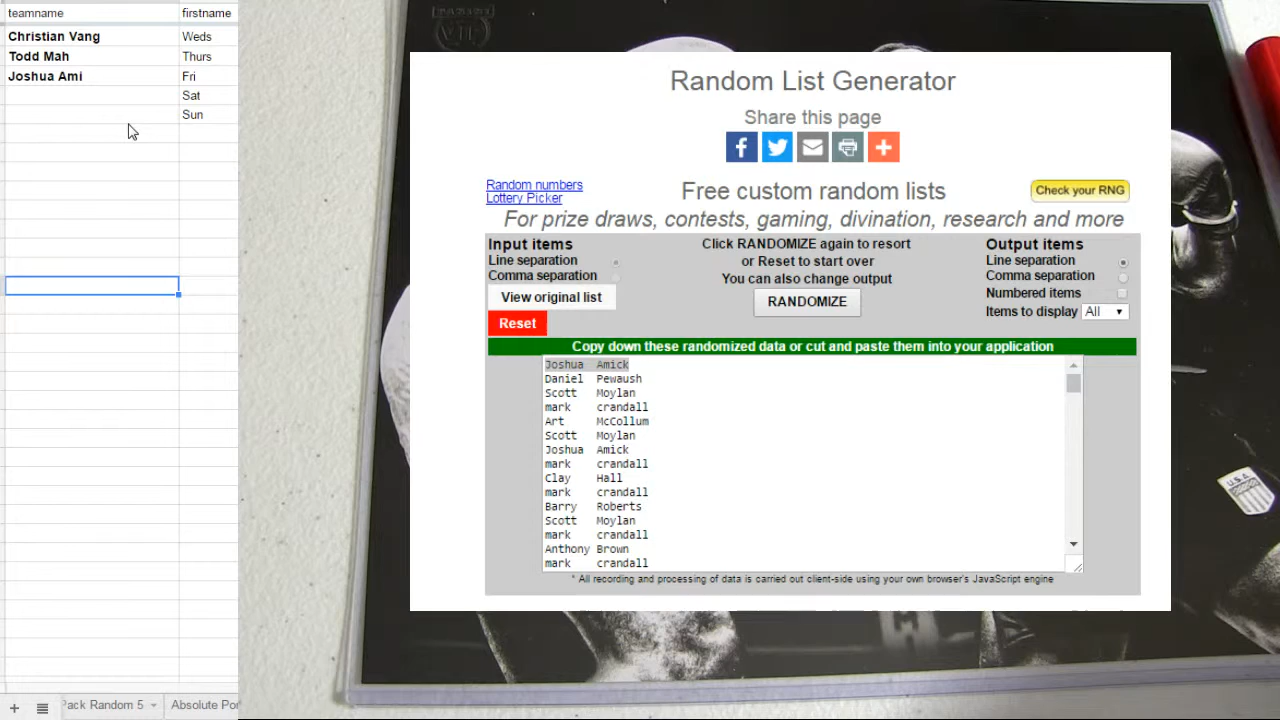 teamname firstname
Christian Vang Weds
Todd Mah Thurs
Joshua Ami Fri
Sat
Sun
Pack Random 5
Absolute Por
VII
Random List Generator
Share this page
Random numbers
Lottery Picker
Free custom random lists
Check your RNG
For prize draws, contests, gaming, divination, research and more
Input items
Line separation
Comma separation
View original list
Reset
Click RANDOMIZE again to resort
or Reset to start over
You can also change output
RANDOMIZE
Output items
Line separation
Comma separation
Numbered items
Items to display All
Copy down these randomized data or cut and paste them into your application
Joshua Amick
Daniel Pewaush
Scott Moylan
mark crandall
Art McCollum
Scott Moylan
Joshua Amick
mark crandall
Clay Hall
mark crandall
Barry Roberts
Scott Moylan
mark crandall
Anthony Brown
mark crandall
* All recording and processing of data is carried out client-side using your own browser's JavaScript engine
U.S.A.